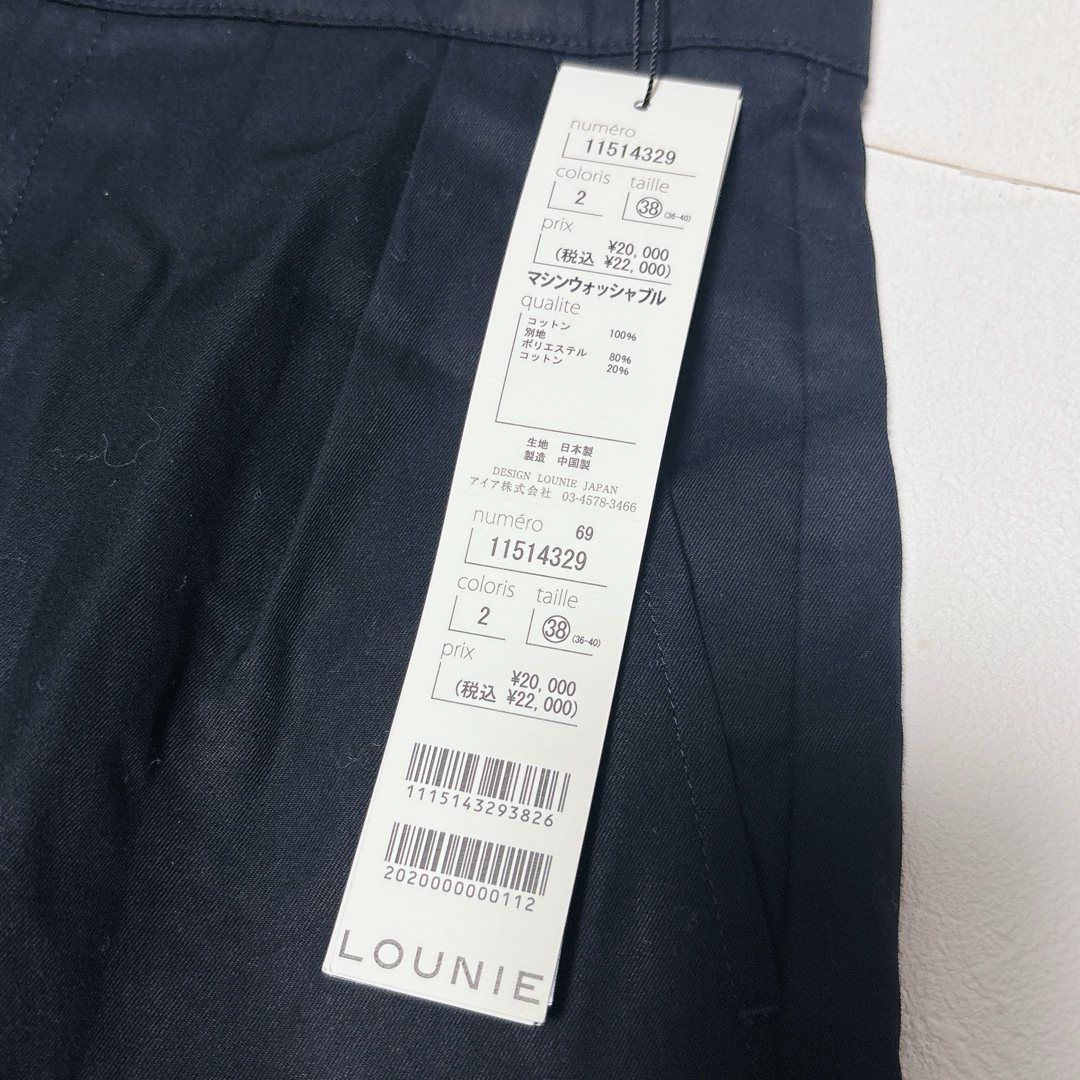 numéro
11514329
coloris taille
2 38 (36-40)
prix
¥20,000
(税込 ¥22,000)
マシンウォッシャブル
qualite
コットン 100%
別地
ポリエステル 80%
コットン 20%
生地 日本製
製造 中国製
DESIGN LOUNIE JAPAN
アイア株式会社 03-4578-3466
numéro 69
11514329
coloris taille
2 38 (36-40)
prix
¥20,000
(税込 ¥22,000)
1115143293826
2020000000112
LOUNIE